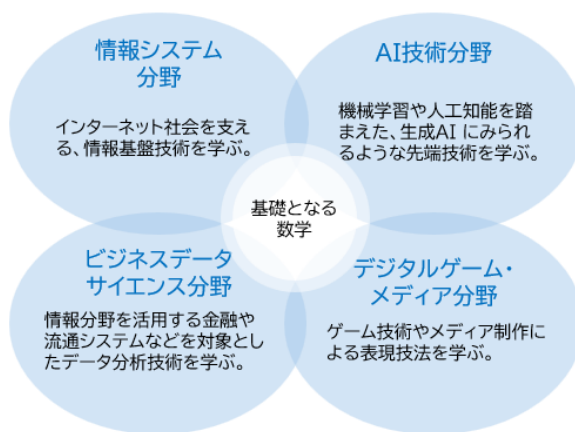 情報システム
分野
インターネット社会を支え
る、情報基盤技術を学ぶ。
AI技術分野
機械学習や人工知能を踏
まえた、生成AI にみられ
るような先端技術を学ぶ。
基礎となる
数学
ビジネスデータ
サイエンス分野
情報分野を活用する金融や
流通システムなどを対象とし
たデータ分析技術を学ぶ。
デジタルゲーム・
メディア分野
ゲーム技術やメディア制作に
よる表現技法を学ぶ。